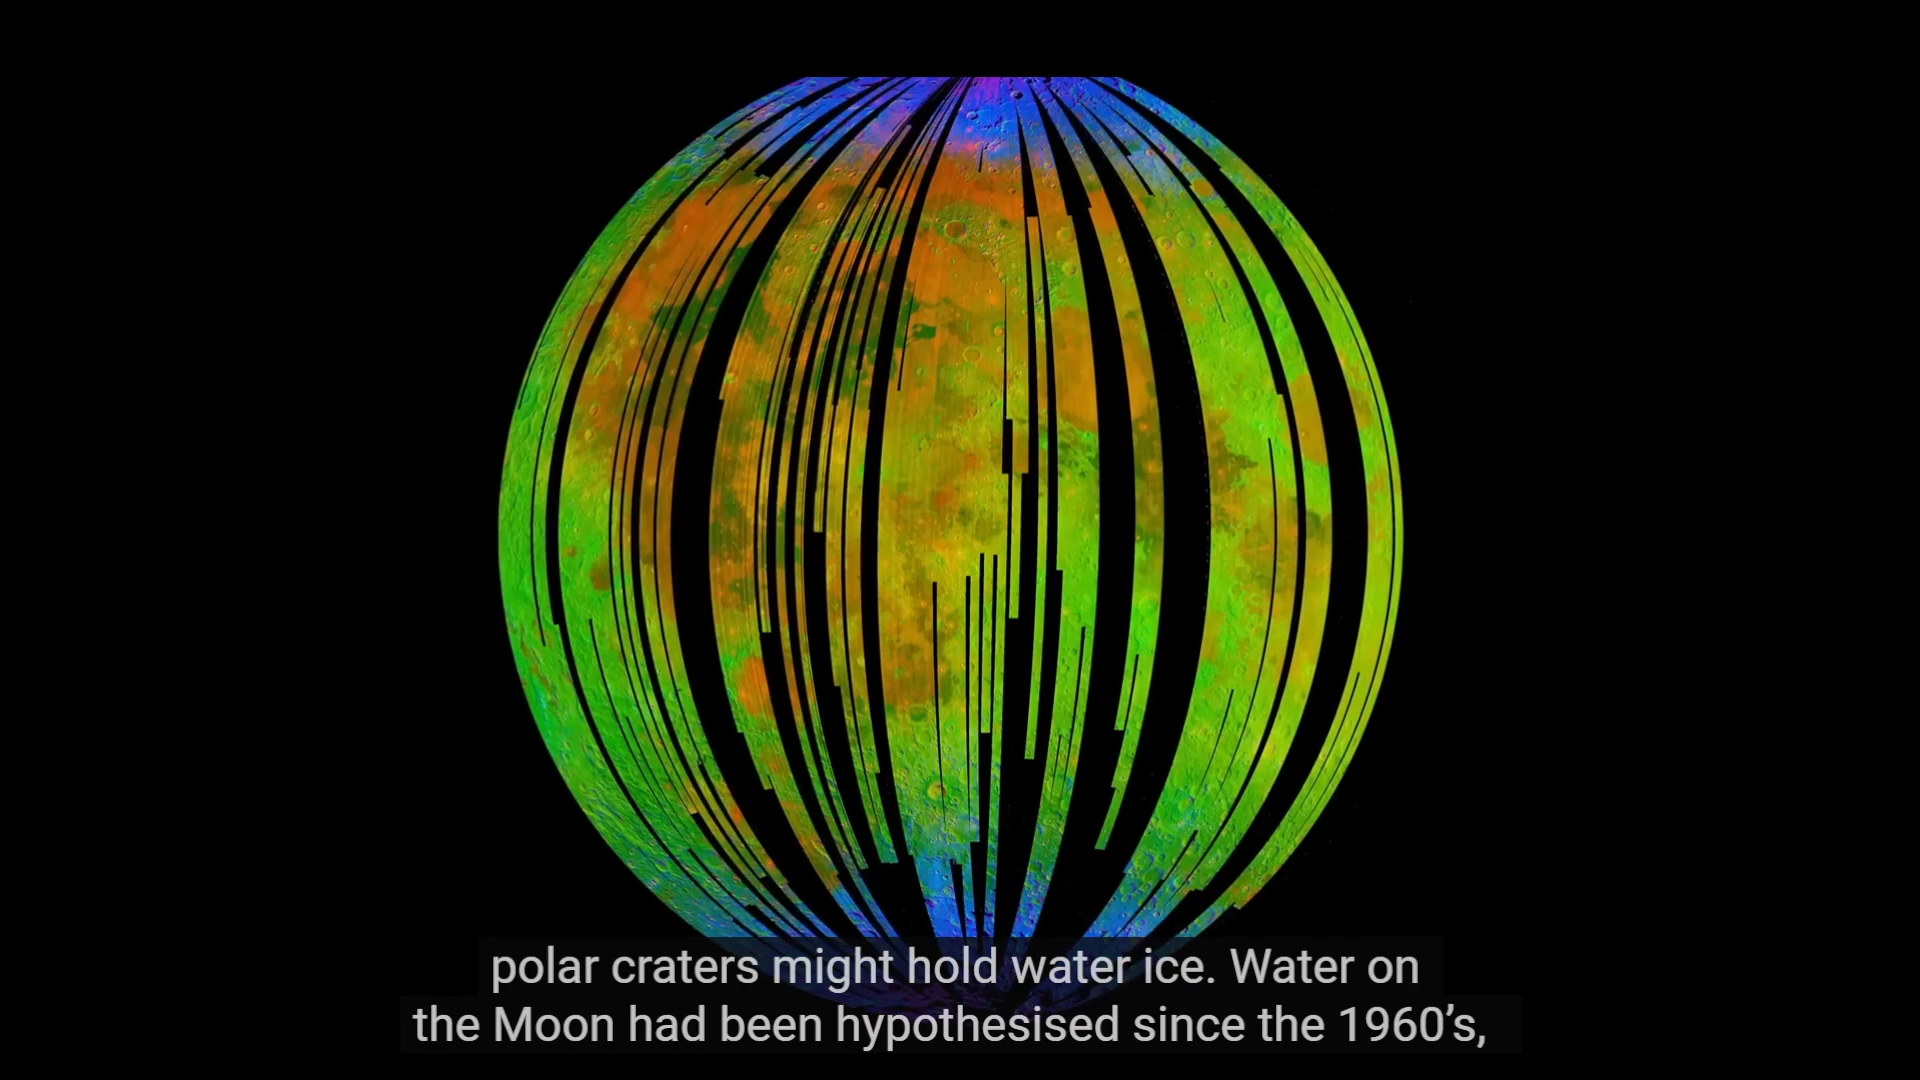 polar craters might hold water ice. Water on
the Moon had been hypothesised since the 1960’s,